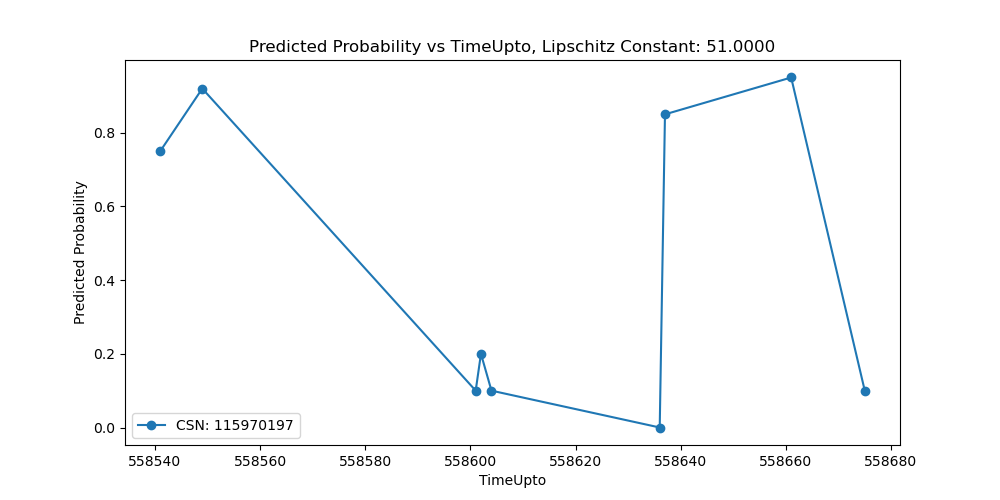 Predicted Probability vs TimeUpto, Lipschitz Constant: 51.0000
Predicted Probability
0.8
0.6
0.4
0.2
0.0
CSN: 115970197
558540 558560 558580 558600 558620 558640 558660 558680
TimeUpto